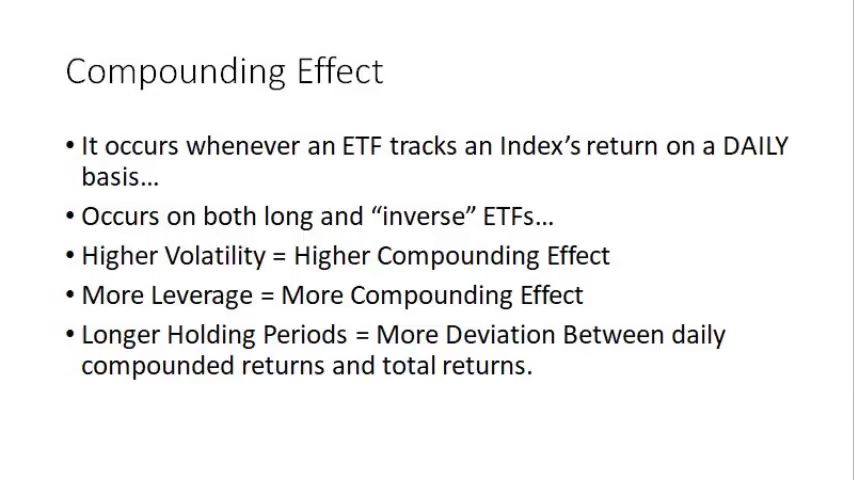 Compounding Effect
• It occurs whenever an ETF tracks an Index’s return on a DAILY
basis…
• Occurs on both long and “inverse” ETFs…
• Higher Volatility = Higher Compounding Effect
• More Leverage = More Compounding Effect
• Longer Holding Periods = More Deviation Between daily
compounded returns and total returns.